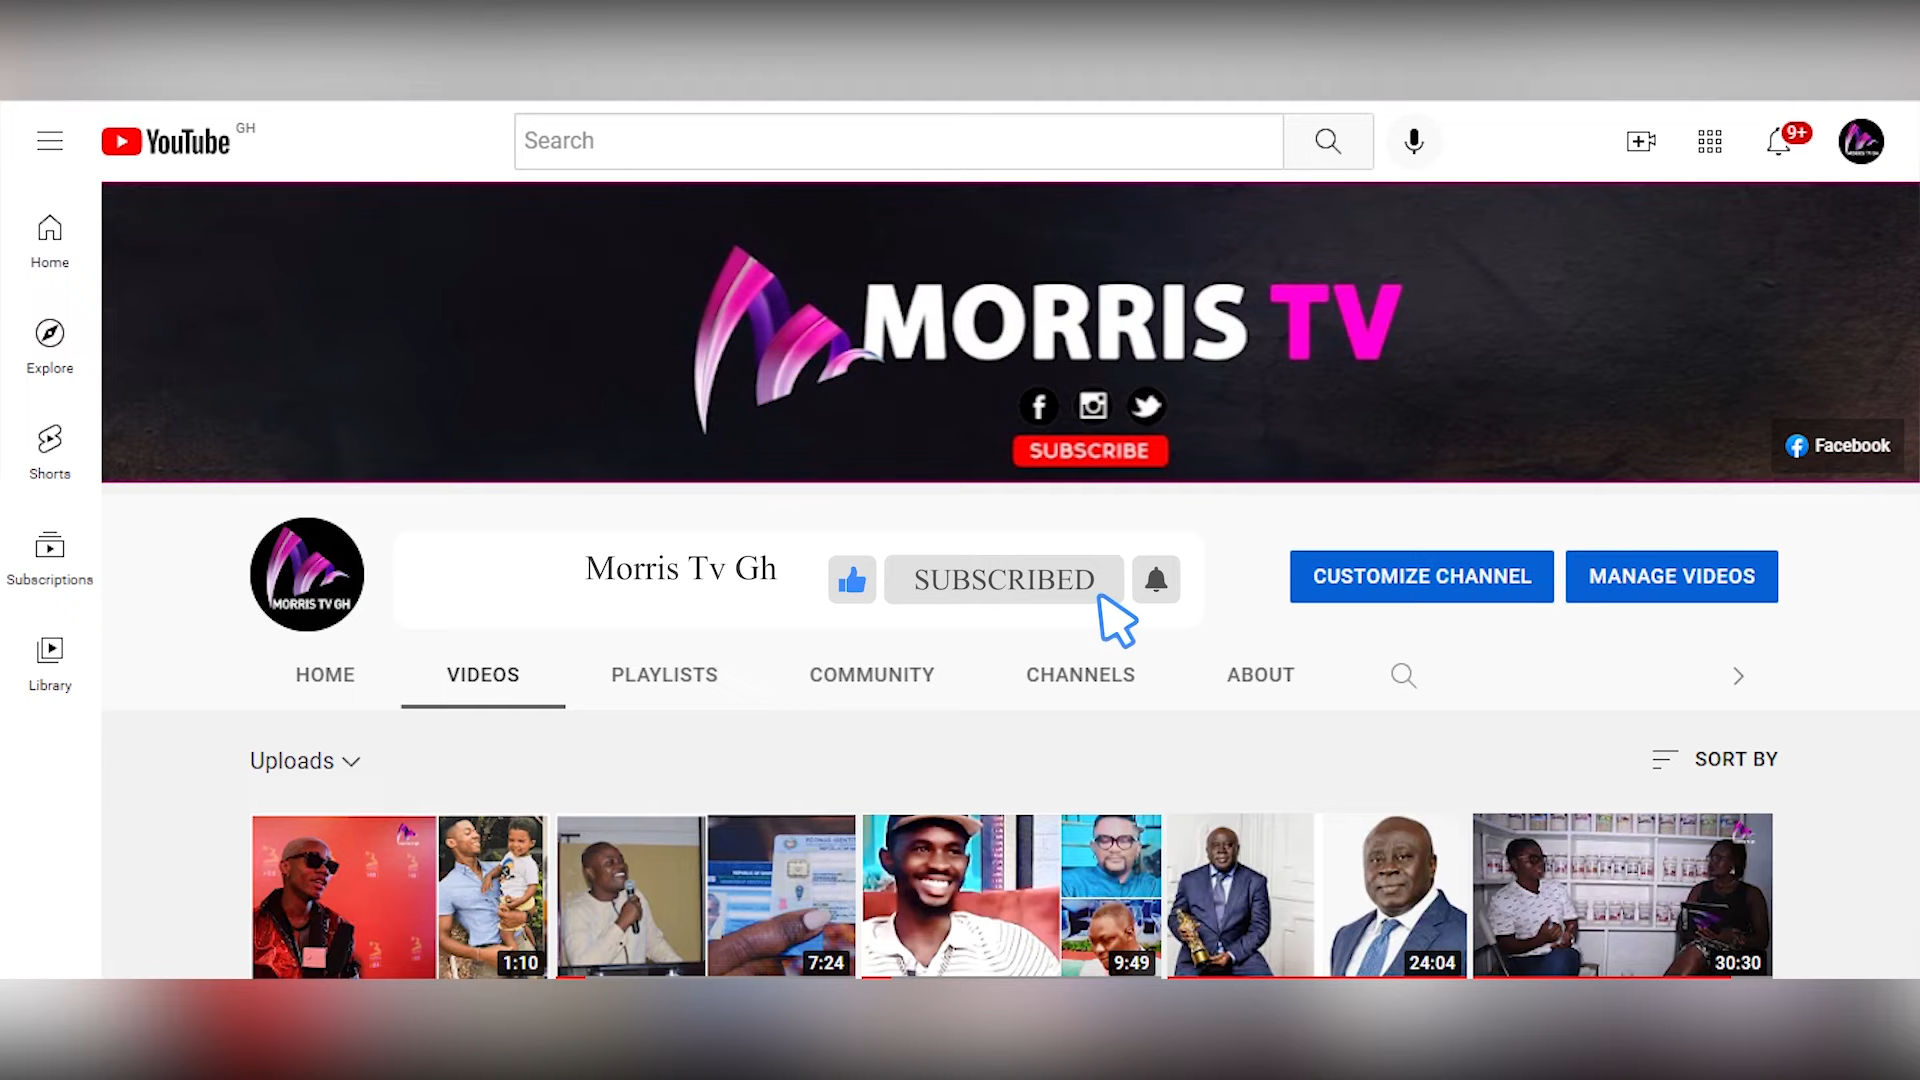 YouTube GH
Search
9+
Home
Explore
Shorts
Subscriptions
Library
MORRIS TV
SUBSCRIBE
Facebook
MORRIS TV GH
Morris Tv Gh
SUBSCRIBED
CUSTOMIZE CHANNEL
MANAGE VIDEOS
HOME VIDEOS PLAYLISTS COMMUNITY CHANNELS ABOUT
Uploads
SORT BY
1:10
7:24
9:49
24:04
30:30